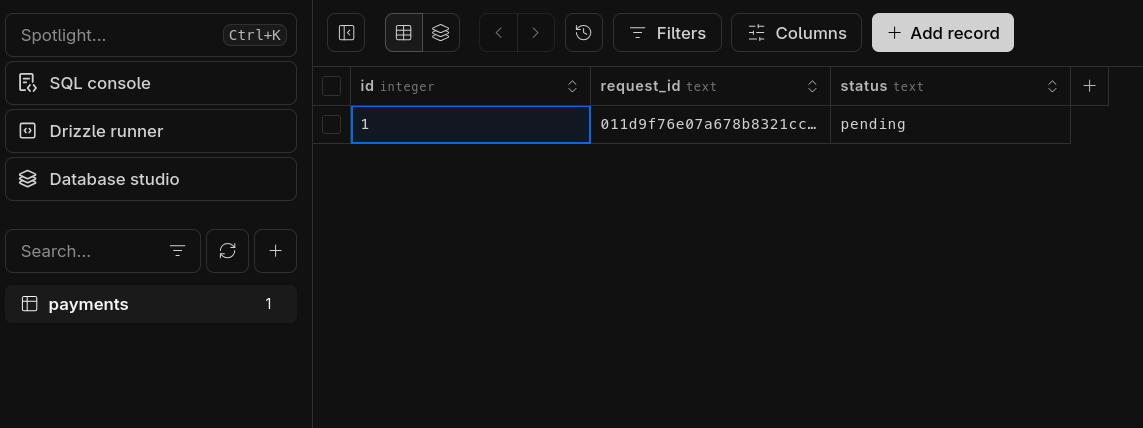 Spotlight... Ctrl+K
SQL console
Drizzle runner
Database studio
Search...
payments 1
Filters Columns + Add record
id integer request_id text status text
1 011d9f76e07a678b8321cc… pending